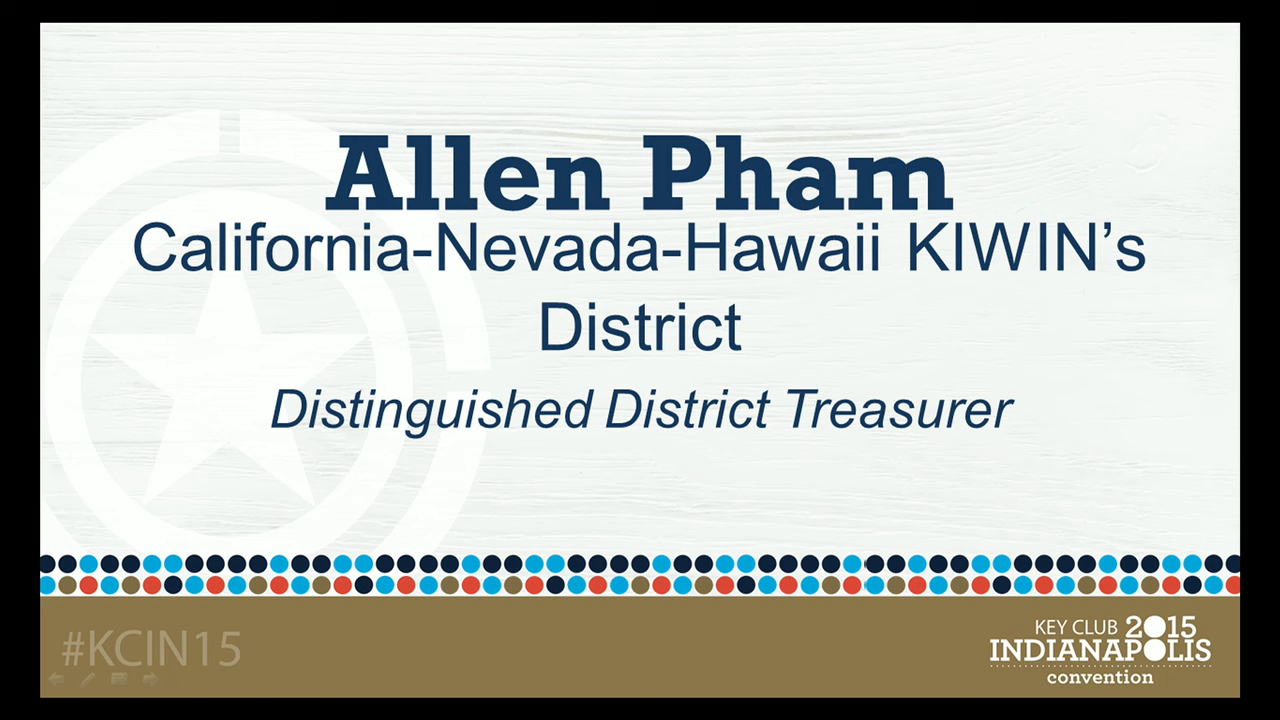 Allen Pham
California-Nevada-Hawaii KIWIN’s
District
Distinguished District Treasurer
#KCIN15
KEY CLUB 2015
INDIANAPOLIS
convention